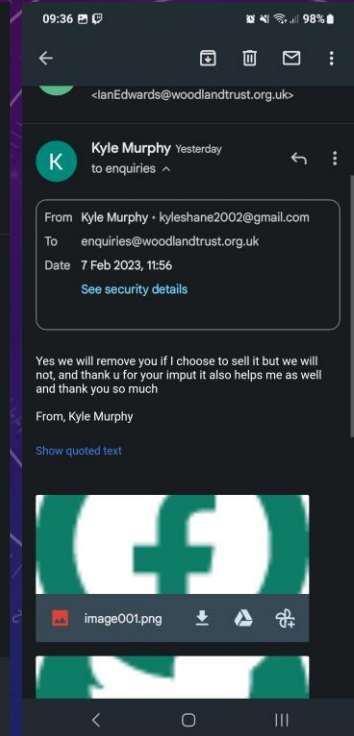 09:36
98%
<IanEdwards@woodlandtrust.org.uk>
K
Kyle Murphy Yesterday
to enquiries
From Kyle Murphy • kyleshane2002@gmail.com
To enquiries@woodlandtrust.org.uk
Date 7 Feb 2023, 11:56
See security details
Yes we will remove you if I choose to sell it but we will
not, and thank u for your imput it also helps me as well
and thank you so much
From, Kyle Murphy
Show quoted text
image001.png